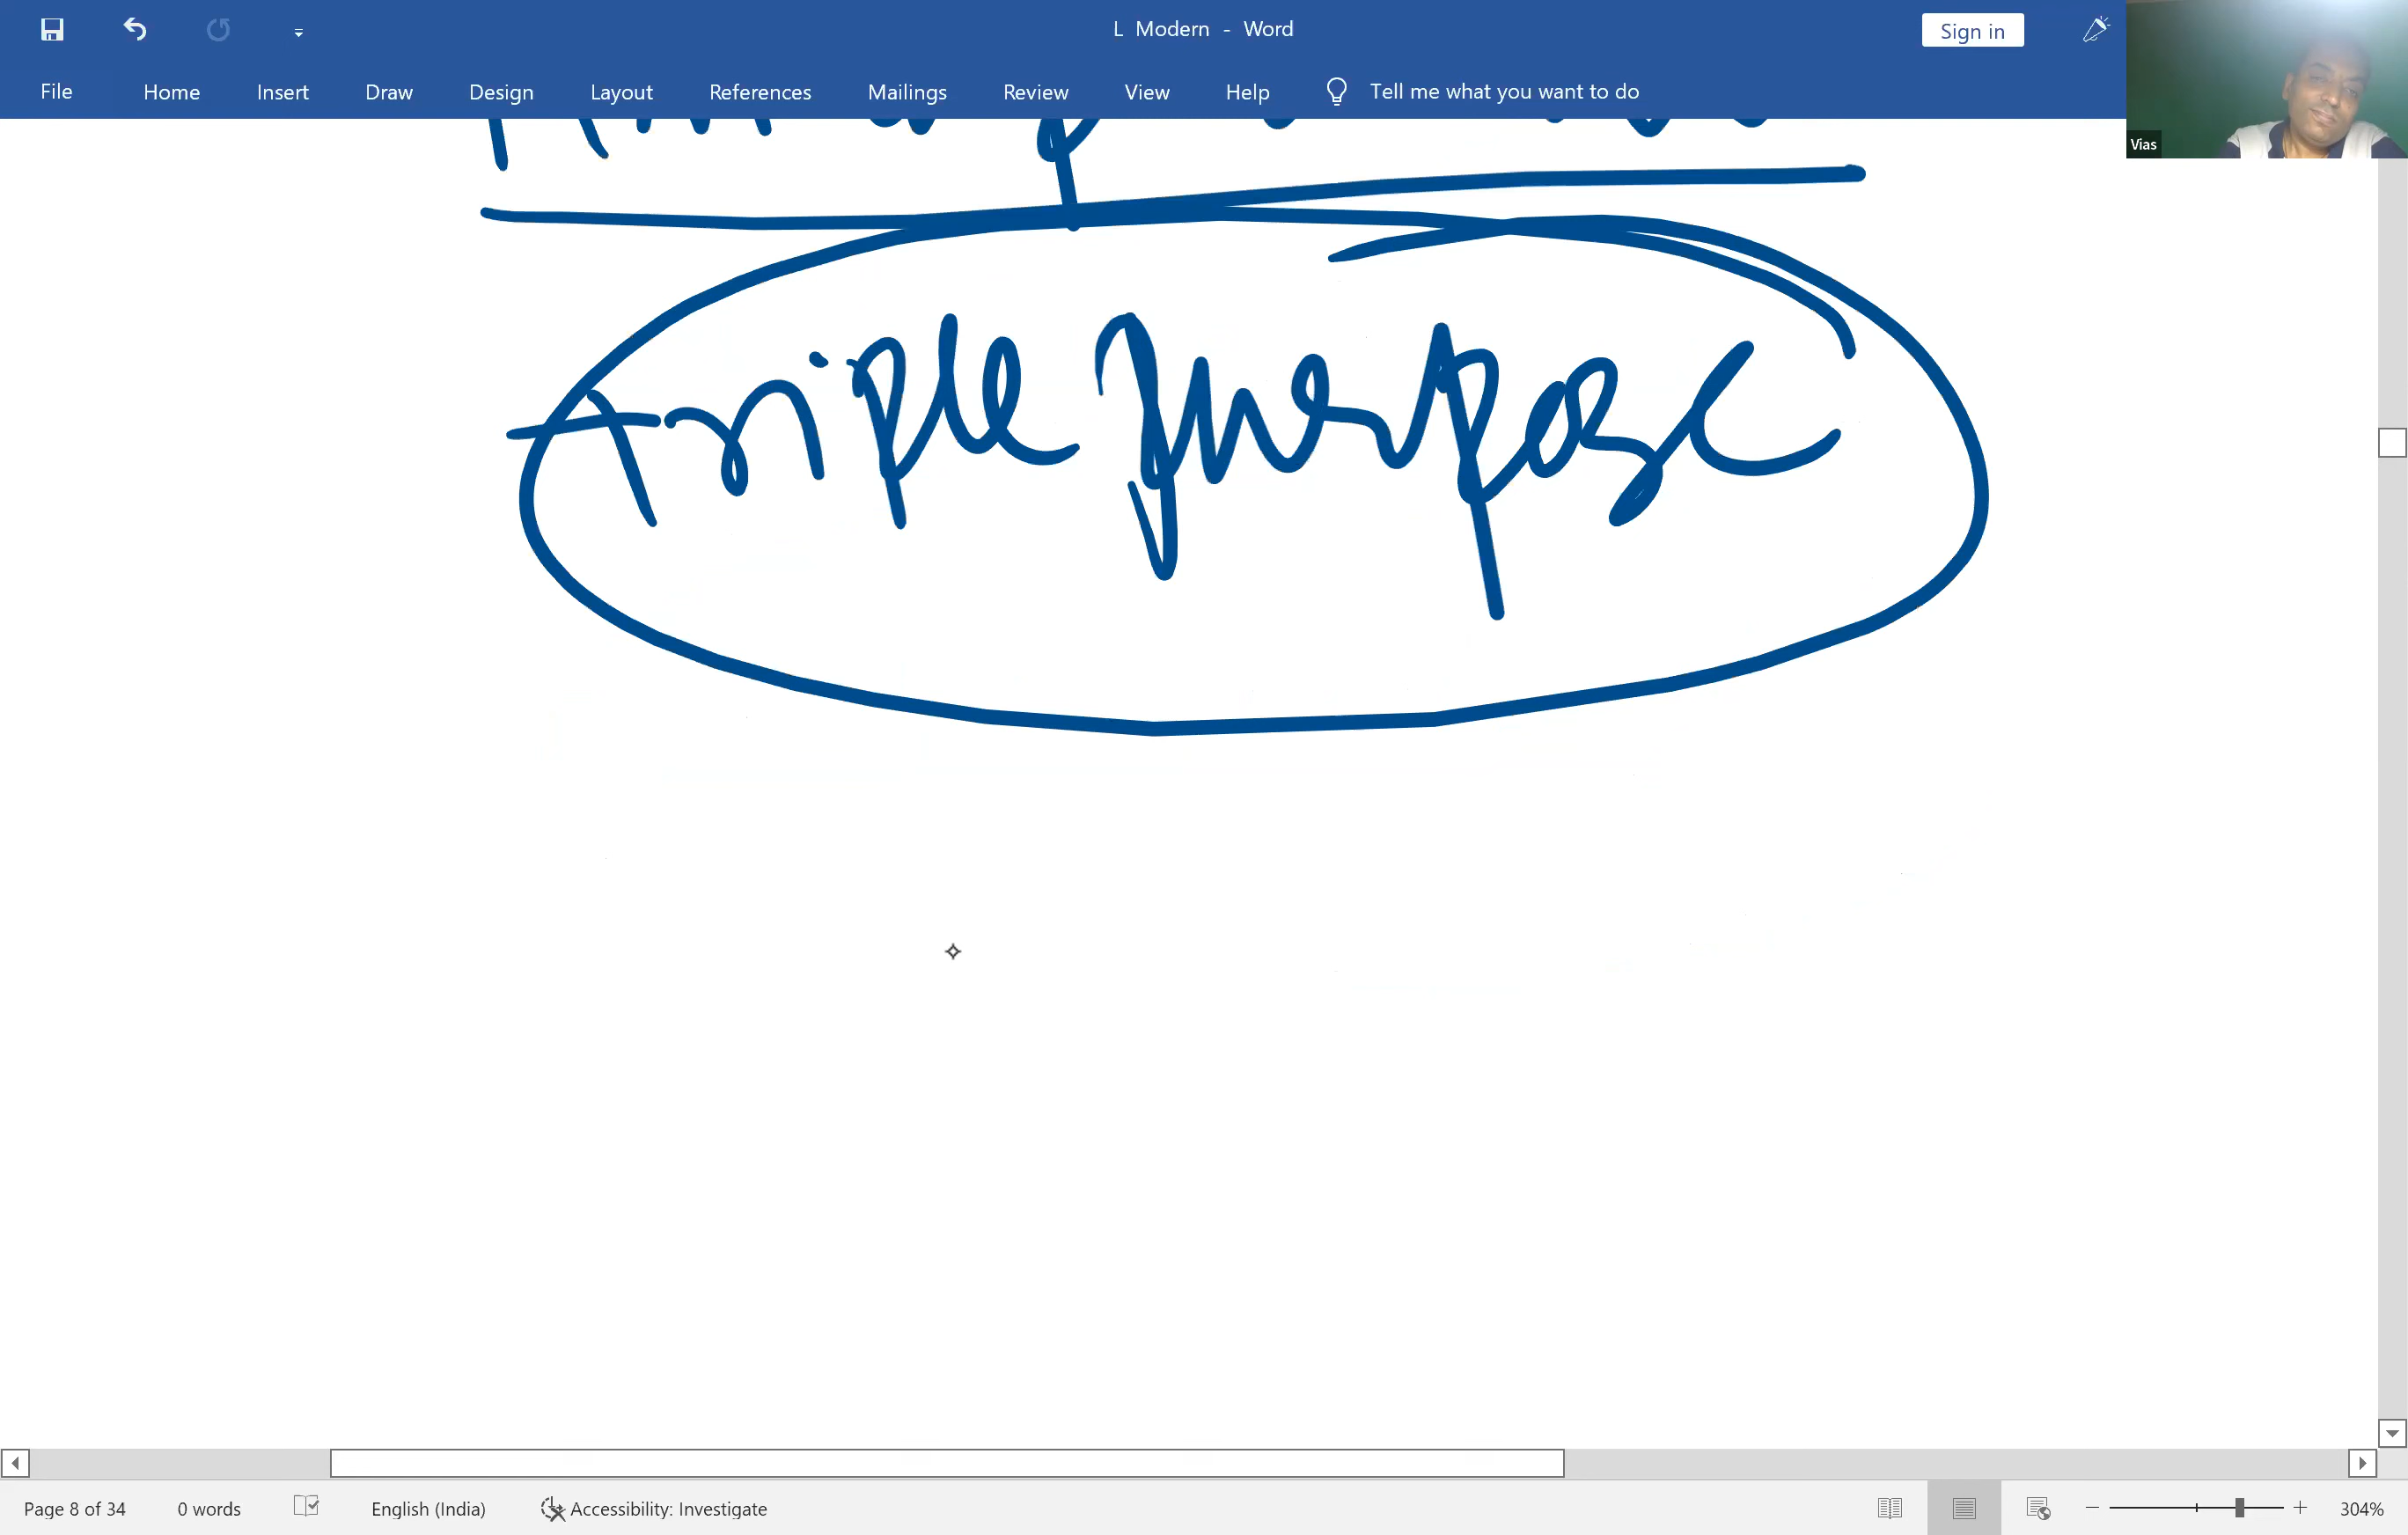 L Modern - Word
Sign in
File Home Insert Draw Design Layout References Mailings Review View Help Tell me what you want to do
Vias
Triple purpose
Page 8 of 34 0 words English (India) Accessibility: Investigate 304%